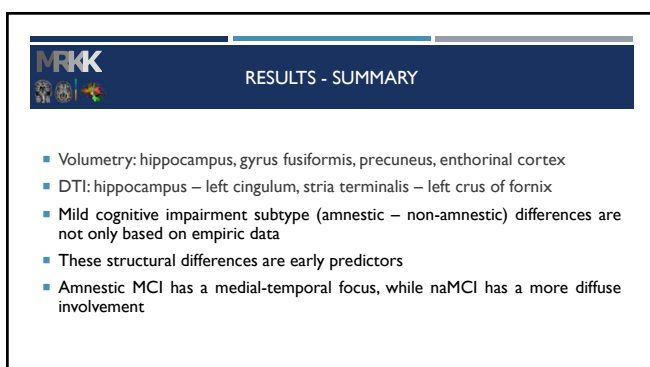 MRKK
RESULTS - SUMMARY
▪ Volumetry: hippocampus, gyrus fusiformis, precuneus, enthorinal cortex
▪ DTI: hippocampus – left cingulum, stria terminalis – left crus of fornix
▪ Mild cognitive impairment subtype (amnestic – non-amnestic) differences are
not only based on empiric data
▪ These structural differences are early predictors
▪ Amnestic MCI has a medial-temporal focus, while naMCI has a more diffuse
involvement